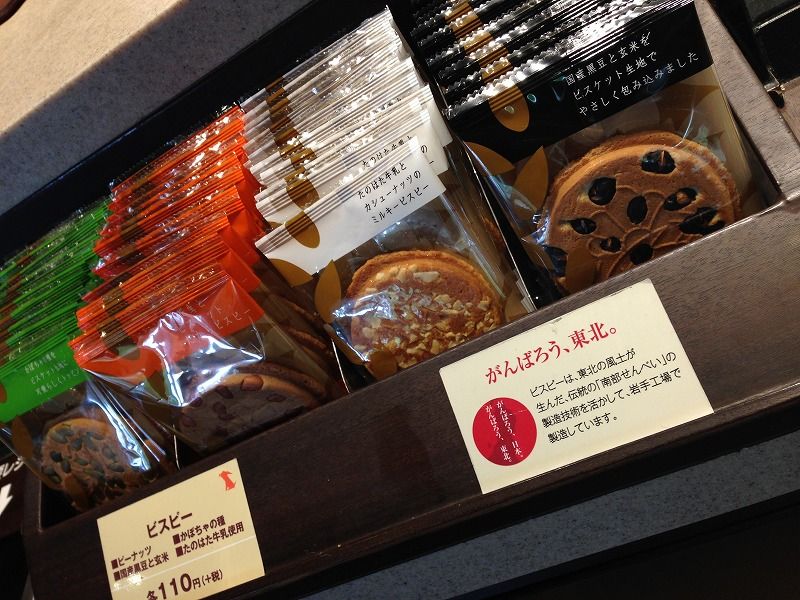 国産黒豆と玄米を
ビスケット生地で
やさしく包み込みました
たのはた牛乳と
カシューナッツの
ミルキービスビー
がんばろう、東北。
ビスビーは、東北の風土が
生んだ、伝統の「南部せんべい」の
製造技術を活かして、岩手工場で
製造しています。
がんばろう、日本。
がんばろう、東北。
ビスビー
■ピーナッツ ■かぼちゃの種
■国産黒豆と玄米 ■たのはた牛乳使用
各110円(+税)